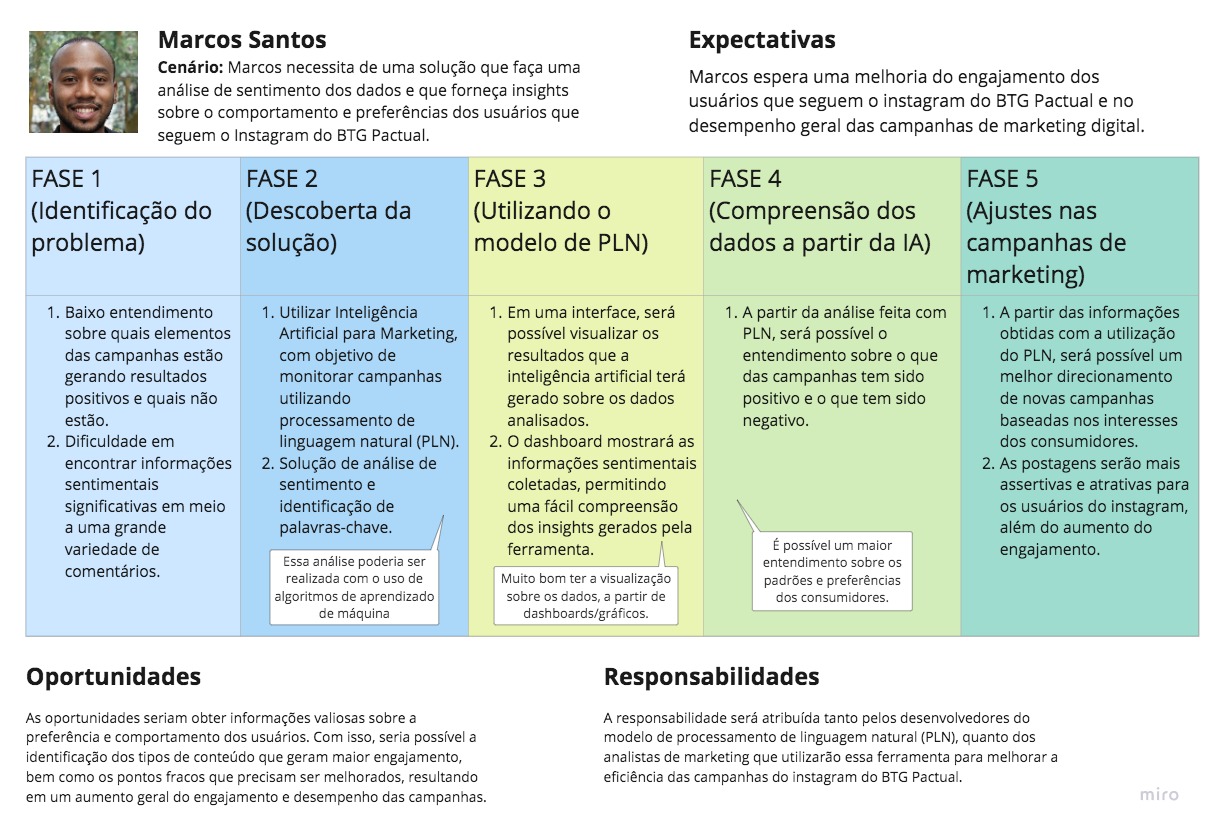 Marcos Santos
Cenário: Marcos necessita de uma solução que faça uma
análise de sentimento dos dados e que forneça insights
sobre o comportamento e preferências dos usuários que
seguem o Instagram do BTG Pactual.
Expectativas
Marcos espera uma melhoria do engajamento dos
usuários que seguem o instagram do BTG Pactual e no
desempenho geral das campanhas de marketing digital.
FASE 1
(Identificação do
problema)
1. Baixo entendimento
sobre quais elementos
das campanhas estão
gerando resultados
positivos e quais não
estão.
2. Dificuldade em
encontrar informações
sentimentais
significativas em meio
a uma grande
variedade de
comentários.
FASE 2
(Descoberta da
solução)
1. Utilizar Inteligência
Artificial para Marketing,
com objetivo de
monitorar campanhas
utilizando
processamento de
linguagem natural (PLN).
2. Solução de análise de
sentimento e
identificação de
palavras-chave.
Essa análise poderia ser
realizada com o uso de
algoritmos de aprendizado
de máquina
FASE 3
(Utilizando o
modelo de PLN)
1. Em uma interface, será
possível visualizar os
resultados que a
inteligência artificial terá
gerado sobre os dados
analisados.
2. O dashboard mostrará as
informações sentimentais
coletadas, permitindo
uma fácil compreensão
dos insights gerados pela
ferramenta.
Muito bom ter a visualização
sobre os dados, a partir de
dashboards/gráficos.
FASE 4
(Compreensão dos
dados a partir da IA)
1. A partir da análise feita com
PLN, será possível o
entendimento sobre o que
das campanhas tem sido
positivo e o que tem sido
negativo.
É possível um maior
entendimento sobre os
padrões e preferências
dos consumidores.
FASE 5
(Ajustes nas
campanhas de
marketing)
1. A partir das informações
obtidas com a utilização
do PLN, será possível um
melhor direcionamento
de novas campanhas
baseadas nos interesses
dos consumidores.
2. As postagens serão mais
assertivas e atrativas para
os usuários do instagram,
além do aumento do
engajamento.
Oportunidades
As oportunidades seriam obter informações valiosas sobre a
preferência e comportamento dos usuários. Com isso, seria possível a
identificação dos tipos de conteúdo que geram maior engajamento,
bem como os pontos fracos que precisam ser melhorados, resultando
em um aumento geral do engajamento e desempenho das campanhas.
Responsabilidades
A responsabilidade será atribuída tanto pelos desenvolvedores do
modelo de processamento de linguagem natural (PLN), quanto dos
analistas de marketing que utilizarão essa ferramenta para melhorar a
eficiência das campanhas do instagram do BTG Pactual.
miro